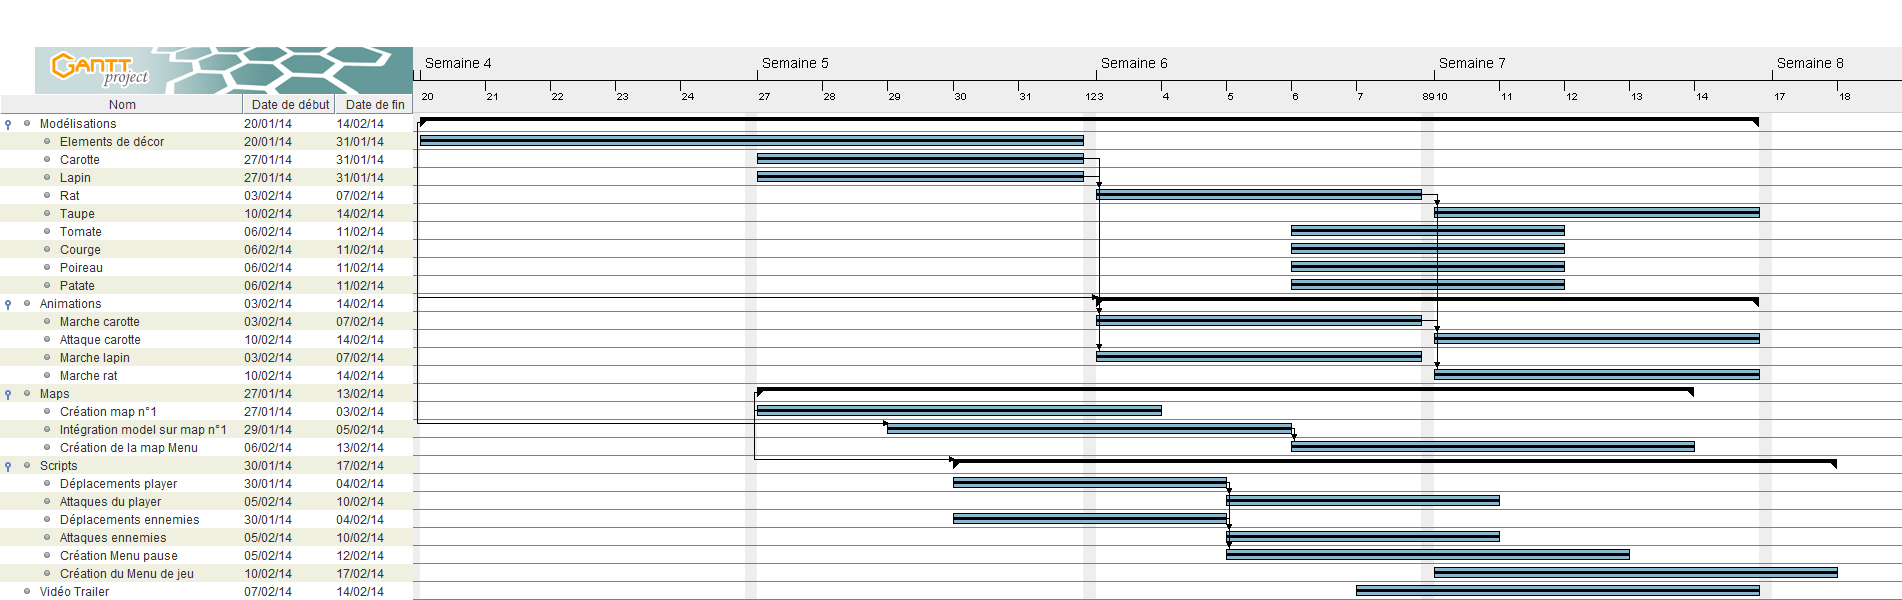 GANTT project
Semaine 4 Semaine 5 Semaine 6 Semaine 7 Semaine 8
Nom Date de début Date de fin 20 21 22 23 24 27 28 29 30 31 1 2 3 4 5 6 7 8 9 10 11 12 13 14 17 18
Modélisations 20/01/14 14/02/14
Elements de décor 20/01/14 31/01/14
Carotte 27/01/14 31/01/14
Lapin 27/01/14 31/01/14
Rat 03/02/14 07/02/14
Taupe 10/02/14 14/02/14
Tomate 06/02/14 11/02/14
Courge 06/02/14 11/02/14
Poireau 06/02/14 11/02/14
Patate 06/02/14 11/02/14
Animations 03/02/14 14/02/14
Marche carotte 03/02/14 07/02/14
Attaque carotte 10/02/14 14/02/14
Marche lapin 03/02/14 07/02/14
Marche rat 10/02/14 14/02/14
Maps 27/01/14 13/02/14
Création map n°1 27/01/14 03/02/14
Intégration model sur map n°1 29/01/14 05/02/14
Création de la map Menu 06/02/14 13/02/14
Scripts 30/01/14 17/02/14
Déplacements player 30/01/14 04/02/14
Attaques du player 05/02/14 10/02/14
Déplacements ennemies 30/01/14 04/02/14
Attaques ennemies 05/02/14 10/02/14
Création Menu pause 05/02/14 12/02/14
Création du Menu de jeu 10/02/14 17/02/14
Vidéo Trailer 07/02/14 14/02/14